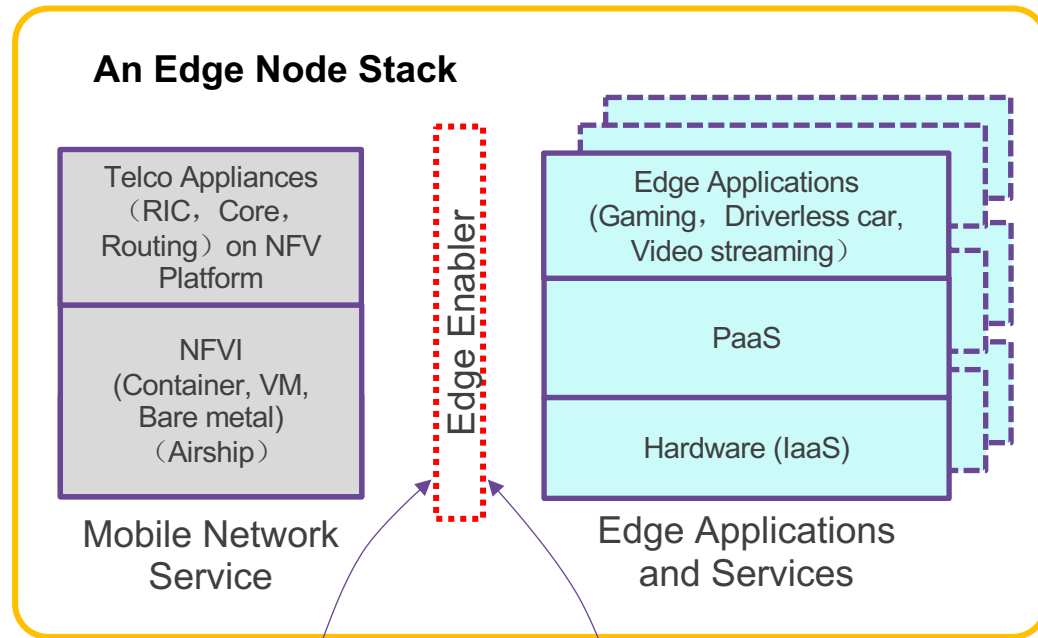 An Edge Node Stack
Telco Appliances
（RIC，Core，
Routing）on NFV
Platform
NFVI
(Container, VM,
Bare metal)
（Airship）
Mobile Network
Service
Edge Enabler
Edge Applications
(Gaming，Driverless car,
Video streaming）
PaaS
Hardware (IaaS)
Edge Applications
and Services